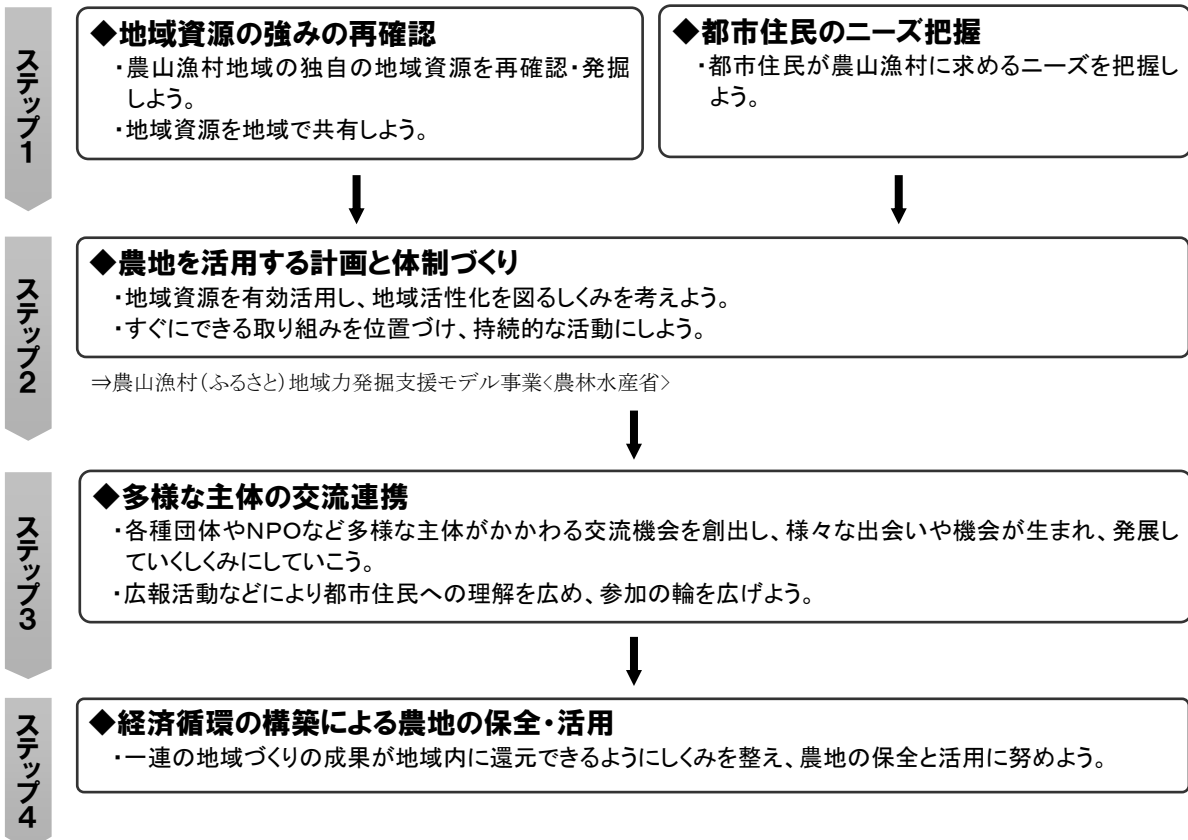 ステップ1
◆地域資源の強みの再確認
・農山漁村地域の独自の地域資源を再確認・発掘
しよう。
・地域資源を地域で共有しよう。
◆都市住民のニーズ把握
・都市住民が農山漁村に求めるニーズを把握し
よう。
ステップ2
◆農地を活用する計画と体制づくり
・地域資源を有効活用し、地域活性化を図るしくみを考えよう。
・すぐにできる取り組みを位置づけ、持続的な活動にしよう。
⇒農山漁村(ふるさと)地域力発掘支援モデル事業<農林水産省>
ステップ3
◆多様な主体の交流連携
・各種団体やNPOなど多様な主体がかかわる交流機会を創出し、様々な出会いや機会が生まれ、発展し
ていくしくみにしていこう。
・広報活動などにより都市住民への理解を広め、参加の輪を広げよう。
ステップ4
◆経済循環の構築による農地の保全・活用
・一連の地域づくりの成果が地域内に還元できるようにしくみを整え、農地の保全と活用に努めよう。